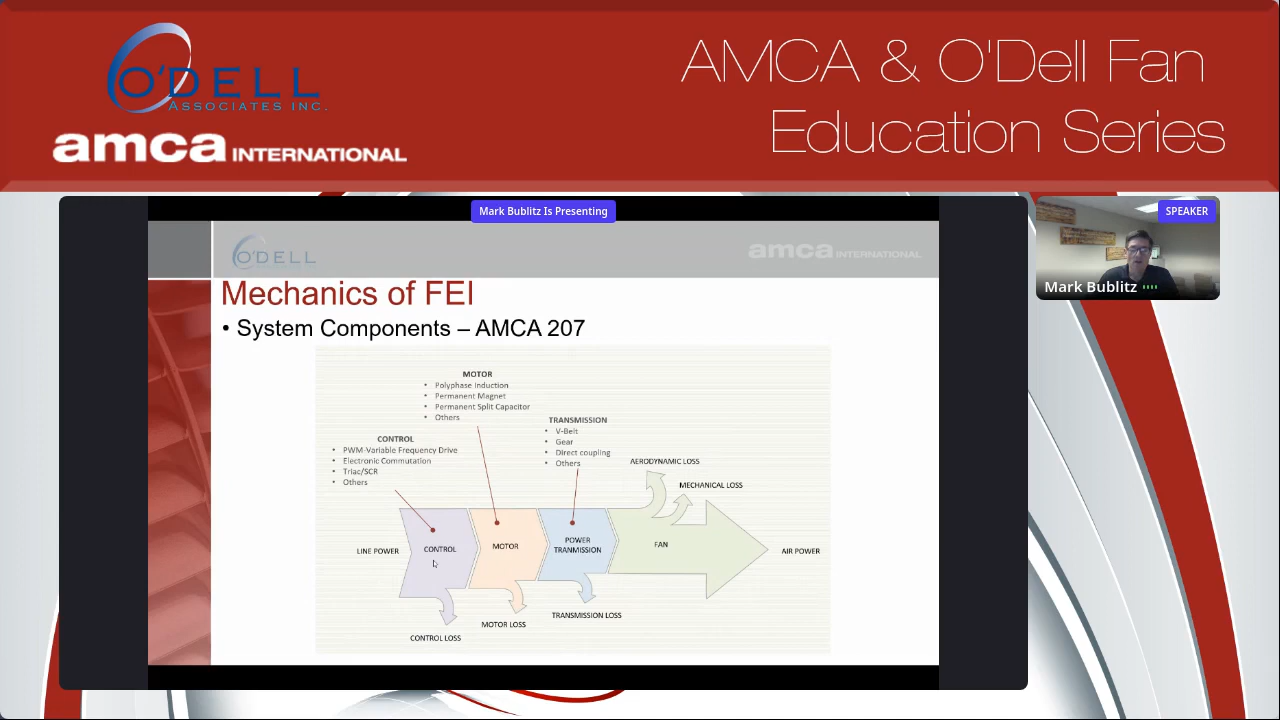 O'DELL
ASSOCIATES INC.
amca INTERNATIONAL
AMCA & O'Dell Fan
Education Series
Mark Bublitz Is Presenting
SPEAKER
Mark Bublitz
O'DELL
amca INTERNATIONAL
Mechanics of FEI
• System Components – AMCA 207
MOTOR
• Polyphase Induction
• Permanent Magnet
• Permanent Split Capacitor
• Others
TRANSMISSION
• V-Belt
• Gear
• Direct coupling
• Others
CONTROL
• PWM-Variable Frequency Drive
• Electronic Commutation
• Triac/SCR
• Others
AERODYNAMIC LOSS
MECHANICAL LOSS
LINE POWER
CONTROL
MOTOR
POWER
TRANMISSION
FAN
AIR POWER
CONTROL LOSS
MOTOR LOSS
TRANSMISSION LOSS